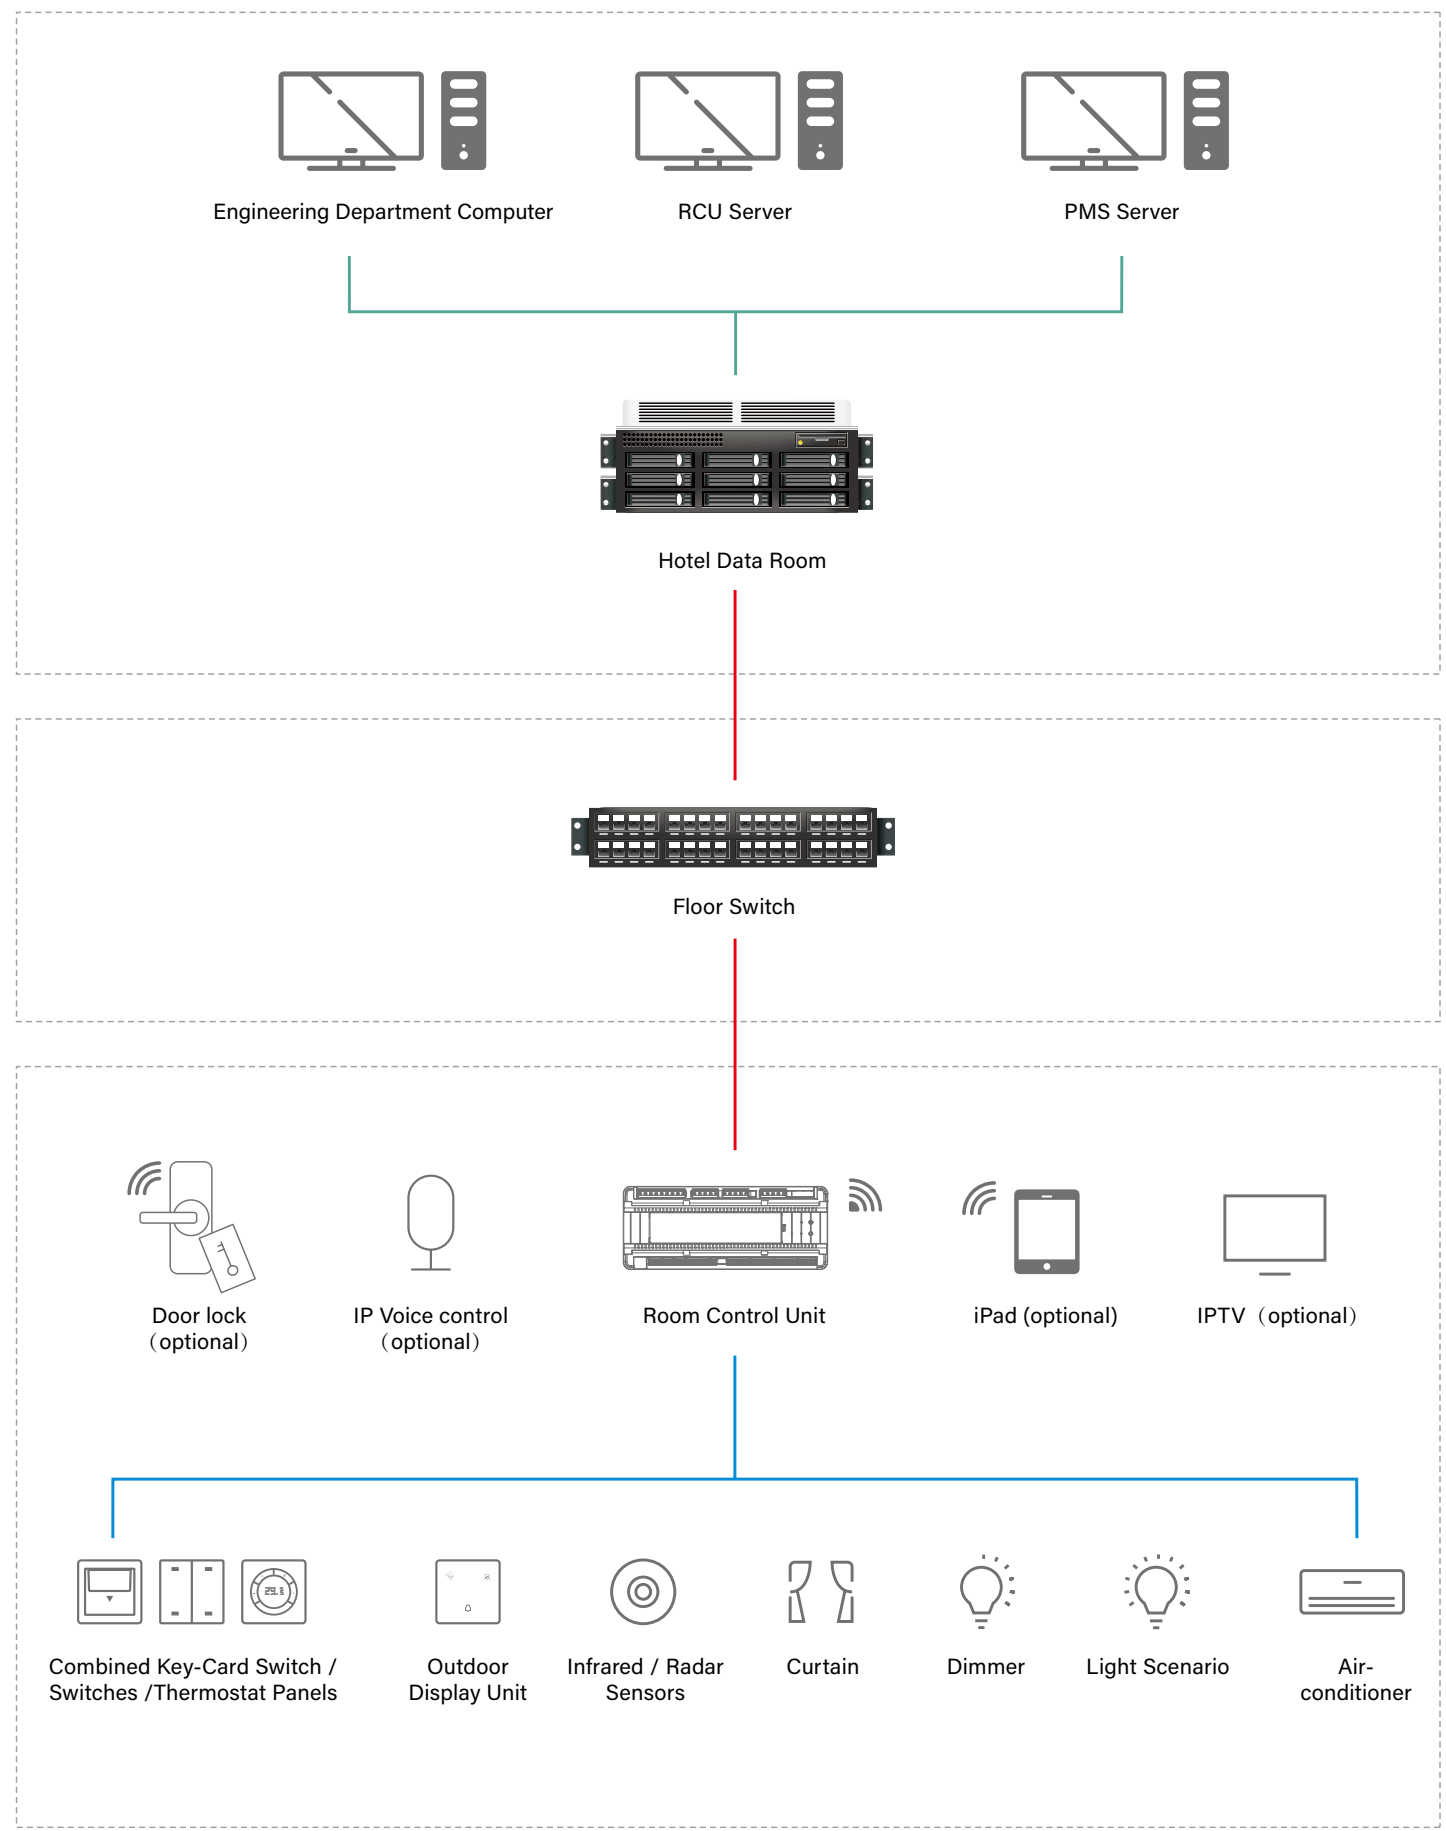 Engineering Department Computer
RCU Server
PMS Server
Hotel Data Room
Floor Switch
Door lock
（optional）
IP Voice control
（optional）
Room Control Unit
iPad (optional)
IPTV（optional）
Combined Key-Card Switch /
Switches /Thermostat Panels
Outdoor
Display Unit
Infrared / Radar
Sensors
Curtain
Dimmer
Light Scenario
Air-
conditioner